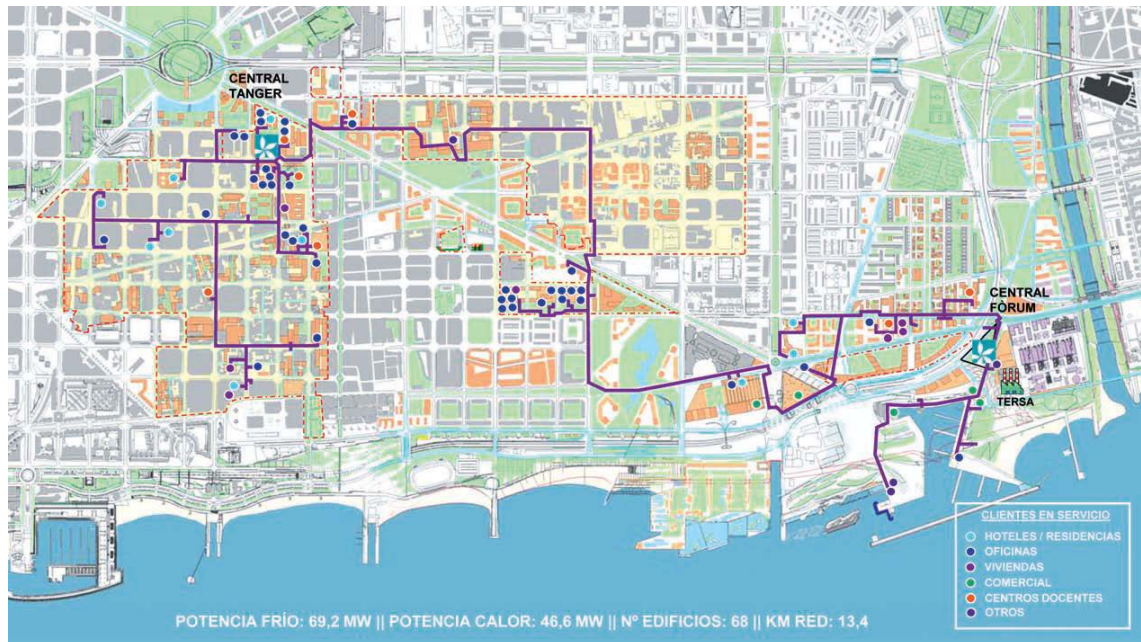 CENTRAL
TANGER
CENTRAL
FÒRUM
TERSA
CLIENTES EN SERVICIO
HOTELES / RESIDENCIAS
OFICINAS
VIVIENDAS
COMERCIAL
CENTROS DOCENTES
OTROS
POTENCIA FRÍO: 69,2 MW || POTENCIA CALOR: 46,6 MW || Nº EDIFICIOS: 68 || KM RED: 13,4